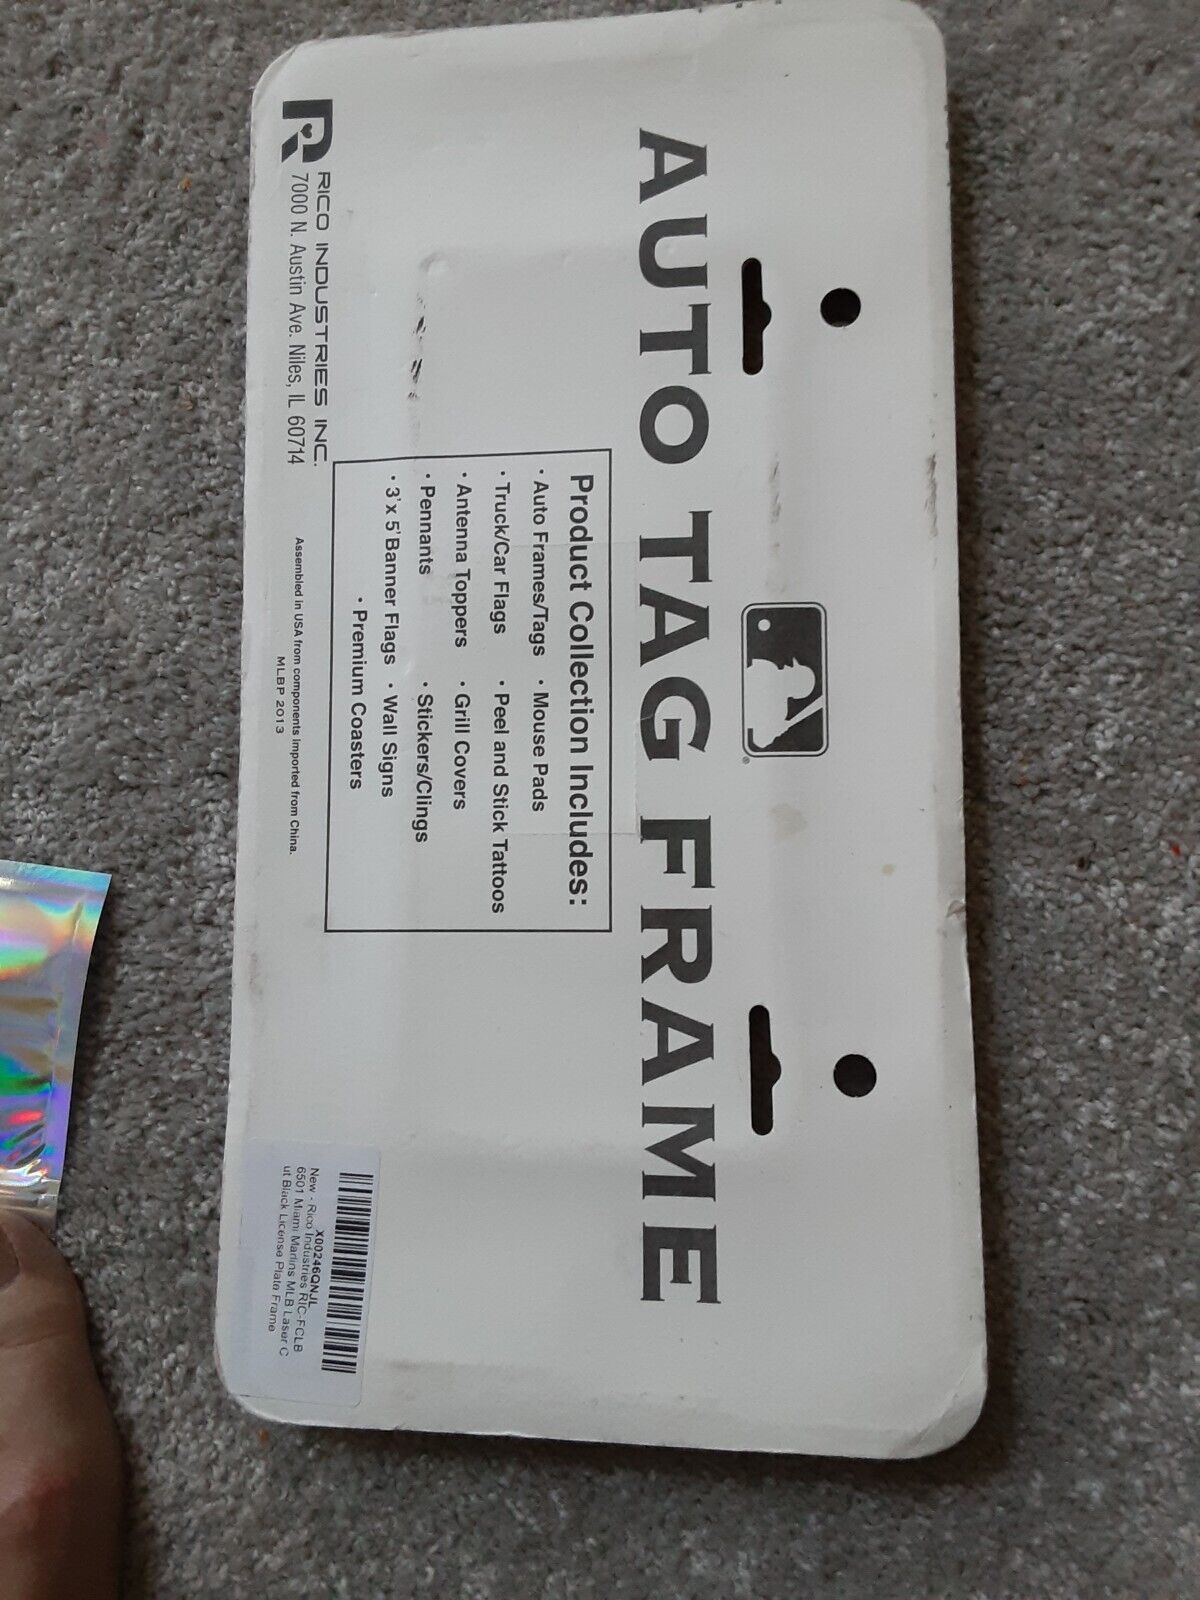 AUTO TAG FRAME
®
Product Collection Includes:
• Auto Frames/Tags • Mouse Pads
• Truck/Car Flags • Peel and Stick Tattoos
• Antenna Toppers • Grill Covers
• Pennants • Stickers/Clings
• 3'x 5' Banner Flags • Wall Signs
• Premium Coasters
R
RICO INDUSTRIES INC.
7000 N. Austin Ave. Niles, IL 60714
Assembled in USA from components imported from China.
MLBP 2013
X00246QNJL
New - Rico Industries RIC-FCLB
6501 Miami Marlins MLB Laser C
ut Black License Plate Frame